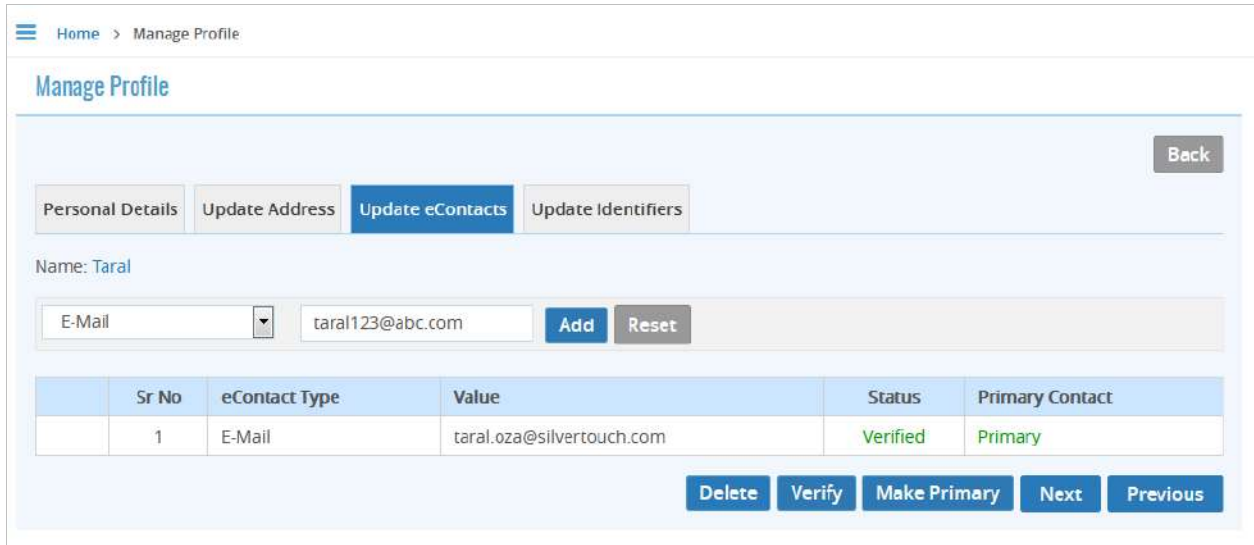 Home > Manage Profile
Manage Profile
Back
Personal Details Update Address Update eContacts Update Identifiers
Name: Taral
E-Mail taral123@abc.com Add Reset
Sr No eContact Type Value Status Primary Contact
1 E-Mail taral.oza@silvertouch.com Verified Primary
Delete Verify Make Primary Next Previous